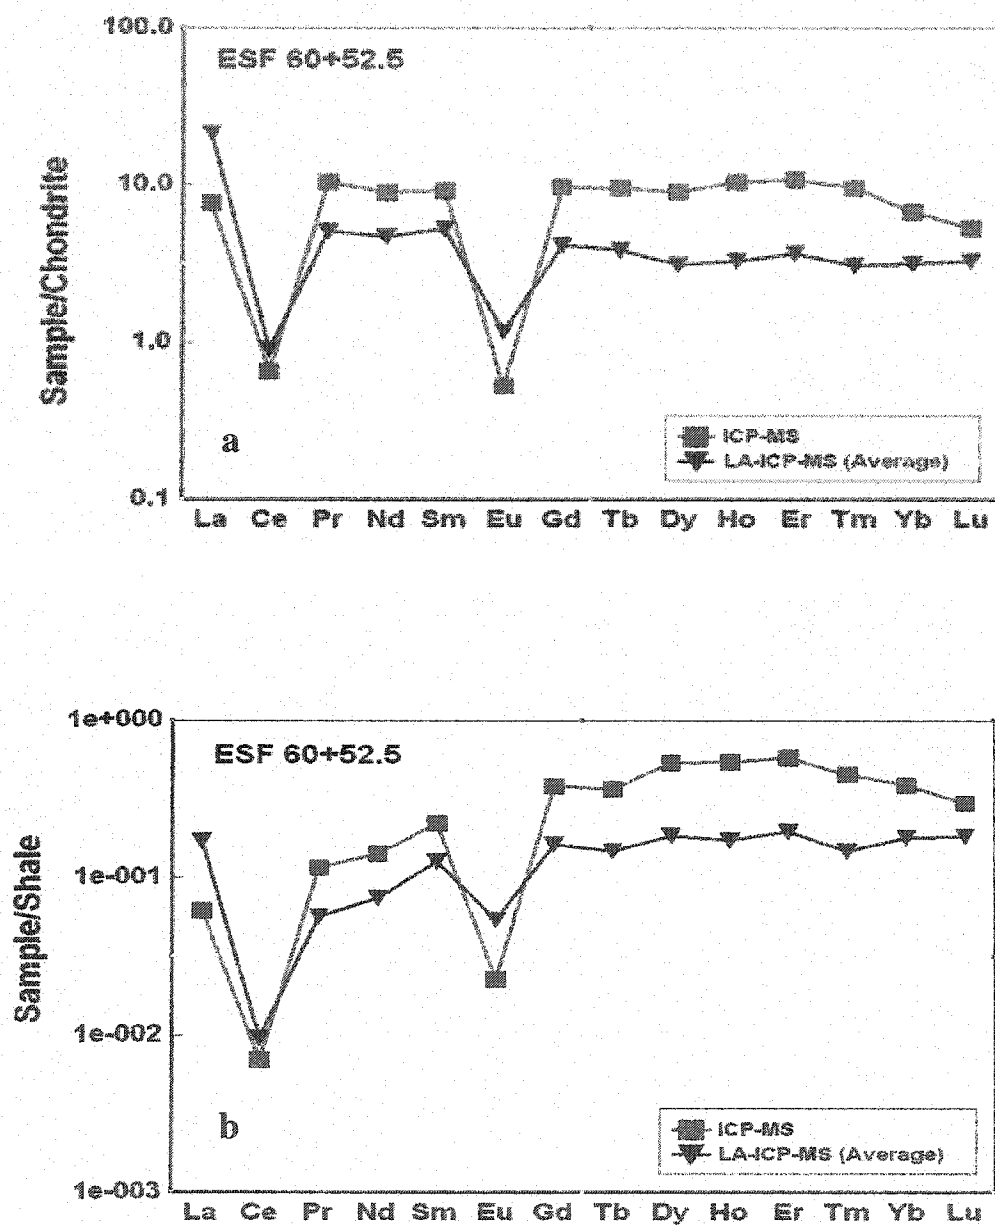 100.0
ESF 60+52.5
10.0
Sample/Chondrite
1.0
a
ICP-MS
LA-ICP-MS (Average)
0.1
La Ce Pr Nd Sm Eu Gd Tb Dy Ho Er Tm Yb Lu
1e+000
ESF 60+52.5
1e-001
Sample/Shale
1e-002
b
ICP-MS
LA-ICP-MS (Average)
1e-003
La Ce Pr Nd Sm Eu Gd Tb Dy Ho Er Tm Yb Lu